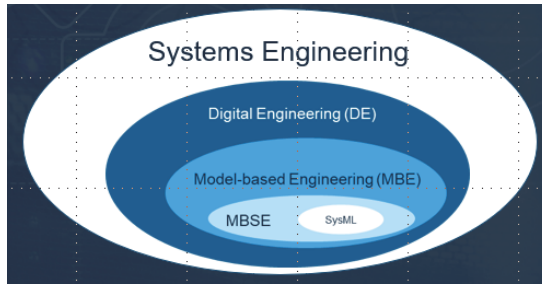 Systems Engineering
Digital Engineering (DE)
Model-based Engineering (MBE)
MBSE
SysML